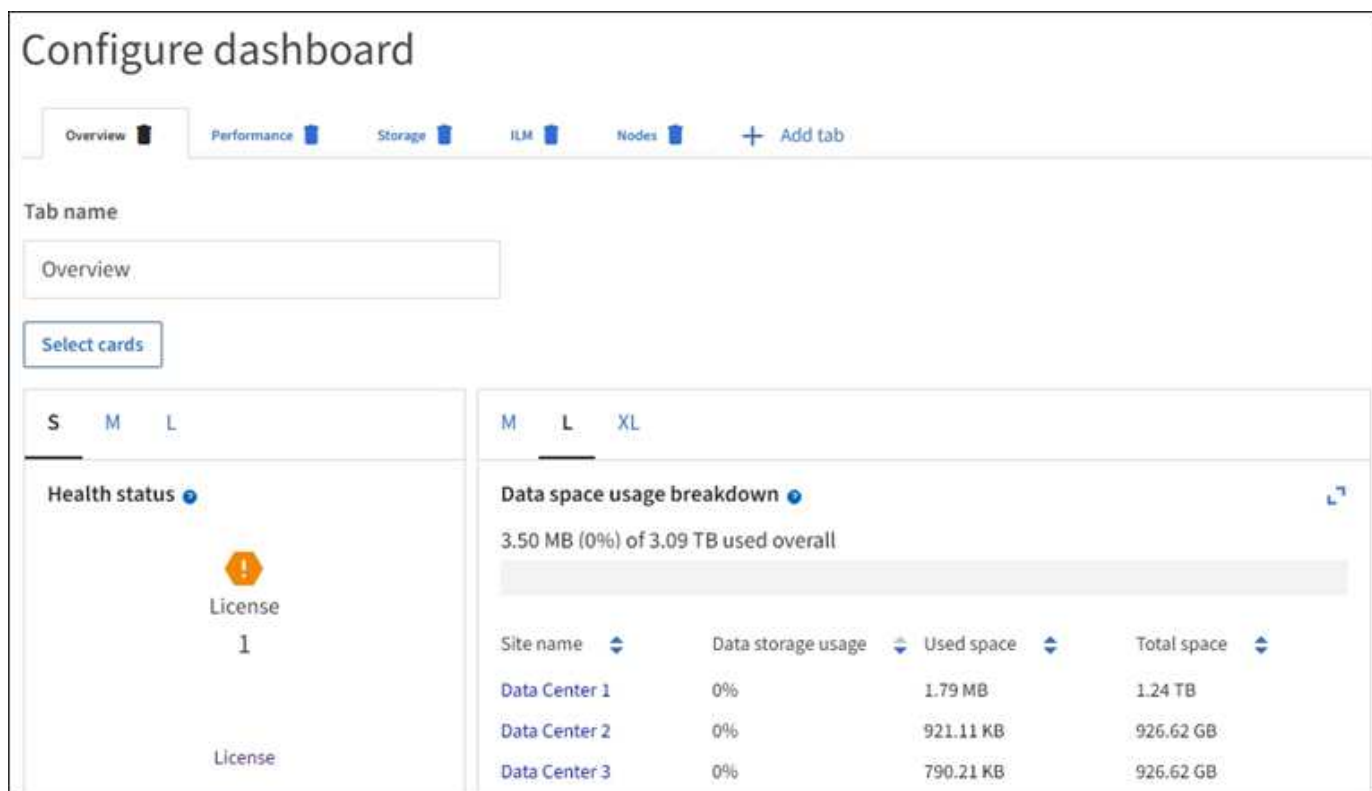 Configure dashboard
Overview Performance Storage ILM Nodes + Add tab
Tab name
Overview
Select cards
S M L
Health status
License
1
License
M L XL
Data space usage breakdown
3.50 MB (0%) of 3.09 TB used overall
Site name Data storage usage Used space Total space
Data Center 1 0% 1.79 MB 1.24 TB
Data Center 2 0% 921.11 KB 926.62 GB
Data Center 3 0% 790.21 KB 926.62 GB